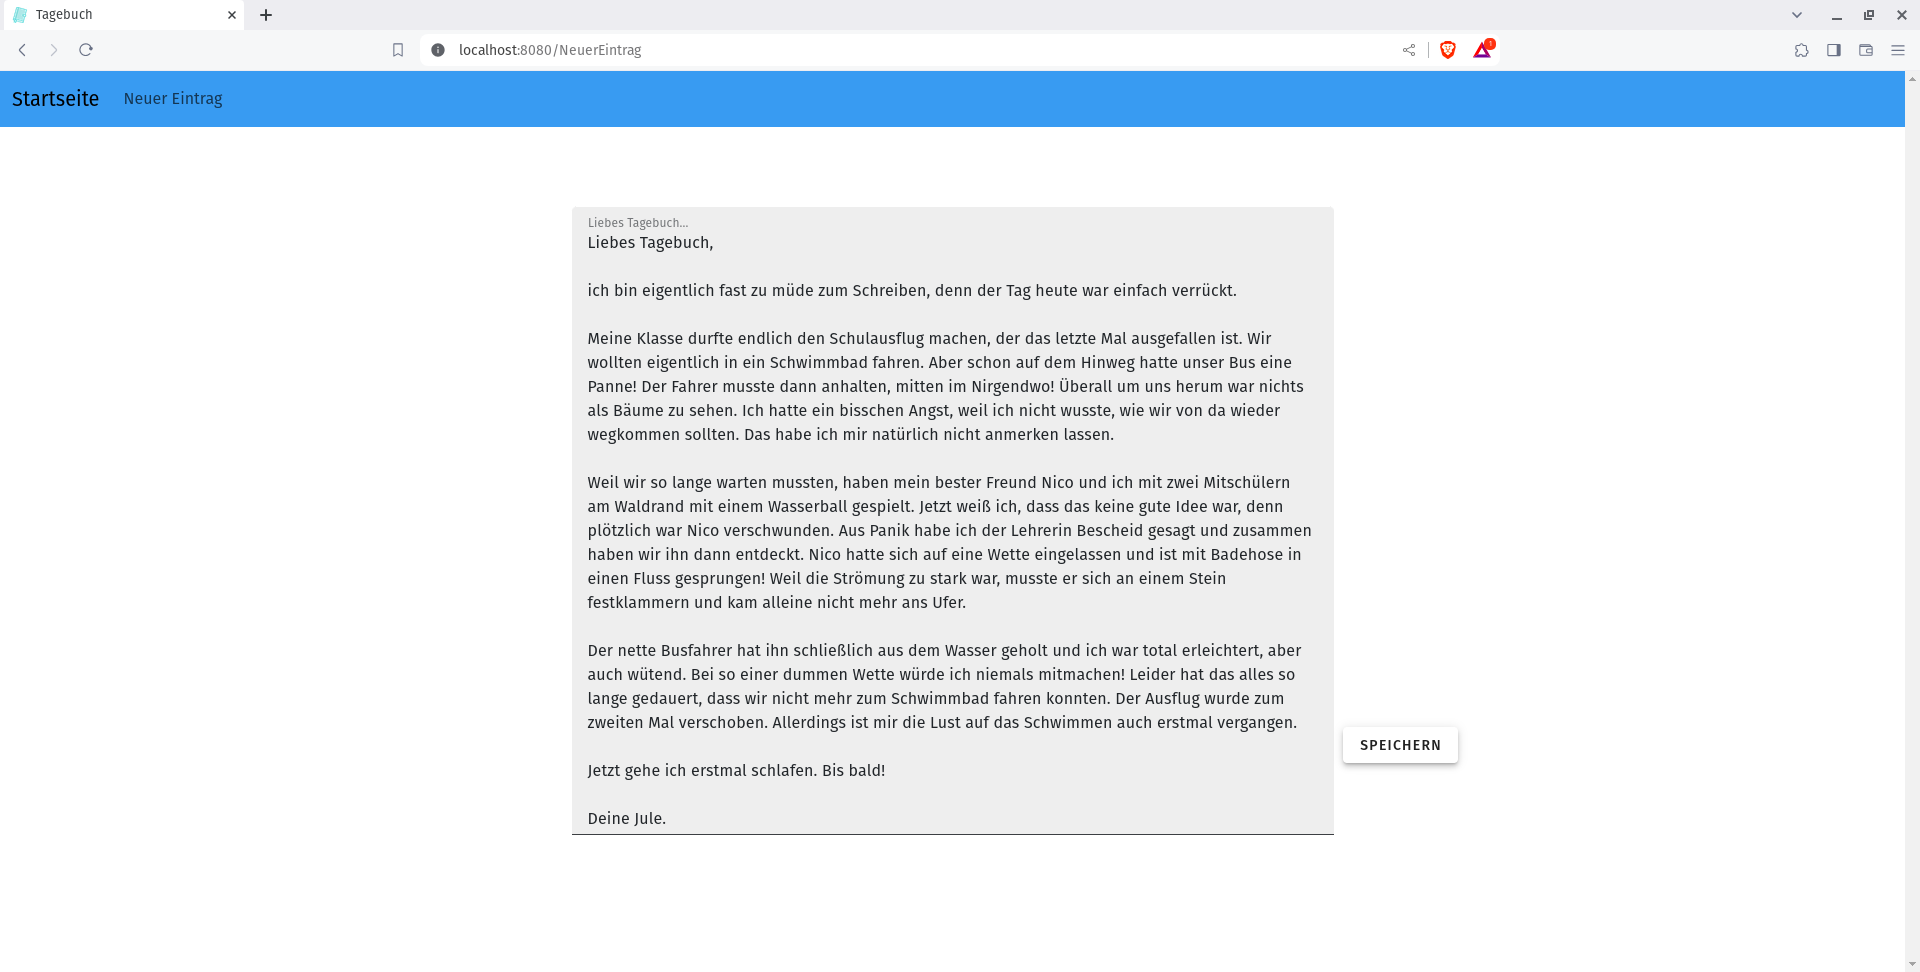 Tagebuch
localhost:8080/NeuerEintrag
1
Startseite Neuer Eintrag
Liebes Tagebuch...
Liebes Tagebuch,
ich bin eigentlich fast zu müde zum Schreiben, denn der Tag heute war einfach verrückt.
Meine Klasse durfte endlich den Schulausflug machen, der das letzte Mal ausgefallen ist. Wir
wollten eigentlich in ein Schwimmbad fahren. Aber schon auf dem Hinweg hatte unser Bus eine
Panne! Der Fahrer musste dann anhalten, mitten im Nirgendwo! Überall um uns herum war nichts
als Bäume zu sehen. Ich hatte ein bisschen Angst, weil ich nicht wusste, wie wir von da wieder
wegkommen sollten. Das habe ich mir natürlich nicht anmerken lassen.
Weil wir so lange warten mussten, haben mein bester Freund Nico und ich mit zwei Mitschülern
am Waldrand mit einem Wasserball gespielt. Jetzt weiß ich, dass das keine gute Idee war, denn
plötzlich war Nico verschwunden. Aus Panik habe ich der Lehrerin Bescheid gesagt und zusammen
haben wir ihn dann entdeckt. Nico hatte sich auf eine Wette eingelassen und ist mit Badehose in
einen Fluss gesprungen! Weil die Strömung zu stark war, musste er sich an einem Stein
festklammern und kam alleine nicht mehr ans Ufer.
Der nette Busfahrer hat ihn schließlich aus dem Wasser geholt und ich war total erleichtert, aber
auch wütend. Bei so einer dummen Wette würde ich niemals mitmachen! Leider hat das alles so
lange gedauert, dass wir nicht mehr zum Schwimmbad fahren konnten. Der Ausflug wurde zum
zweiten Mal verschoben. Allerdings ist mir die Lust auf das Schwimmen auch erstmal vergangen.
SPEICHERN
Jetzt gehe ich erstmal schlafen. Bis bald!
Deine Jule.